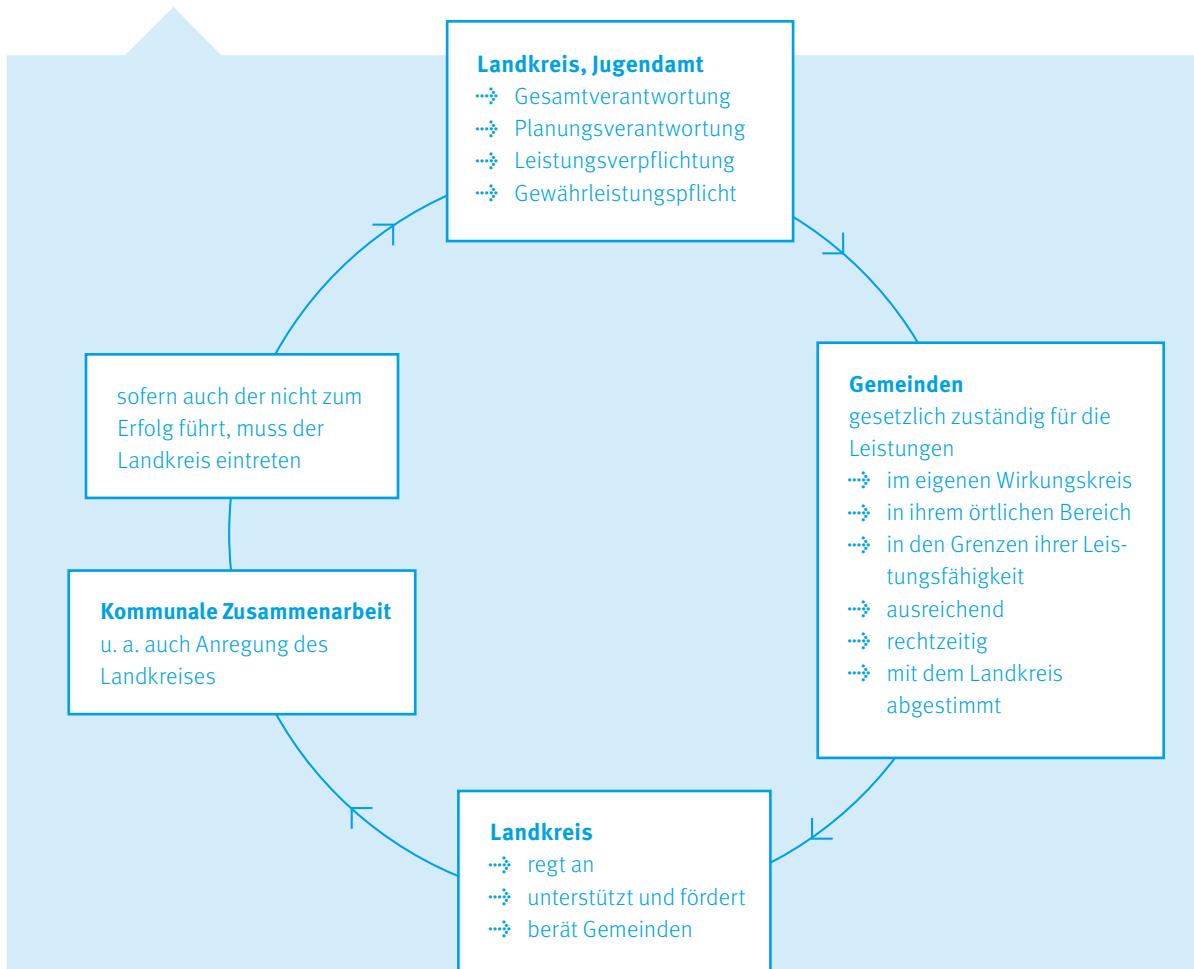 Landkreis, Jugendamt
Gesamtverantwortung
Planungsverantwortung
Leistungsverpflichtung
Gewährleistungspflicht
Gemeinden
gesetzlich zuständig für die
Leistungen
im eigenen Wirkungskreis
in ihrem örtlichen Bereich
in den Grenzen ihrer Leis-
tungsfähigkeit
ausreichend
rechtzeitig
mit dem Landkreis
abgestimmt
Landkreis
regt an
unterstützt und fördert
berät Gemeinden
Kommunale Zusammenarbeit
u. a. auch Anregung des
Landkreises
sofern auch der nicht zum
Erfolg führt, muss der
Landkreis eintreten